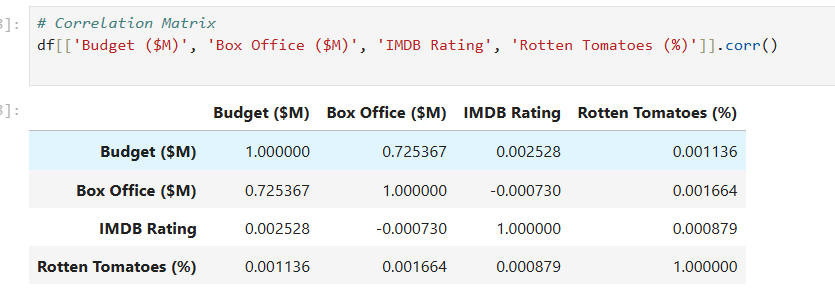 ]:
# Correlation Matrix
df[['Budget ($M)', 'Box Office ($M)', 'IMDB Rating', 'Rotten Tomatoes (%)']].corr()
]:
Budget ($M) Box Office ($M) IMDB Rating Rotten Tomatoes (%)
Budget ($M) 1.000000 0.725367 0.002528 0.001136
Box Office ($M) 0.725367 1.000000 -0.000730 0.001664
IMDB Rating 0.002528 -0.000730 1.000000 0.000879
Rotten Tomatoes (%) 0.001136 0.001664 0.000879 1.000000